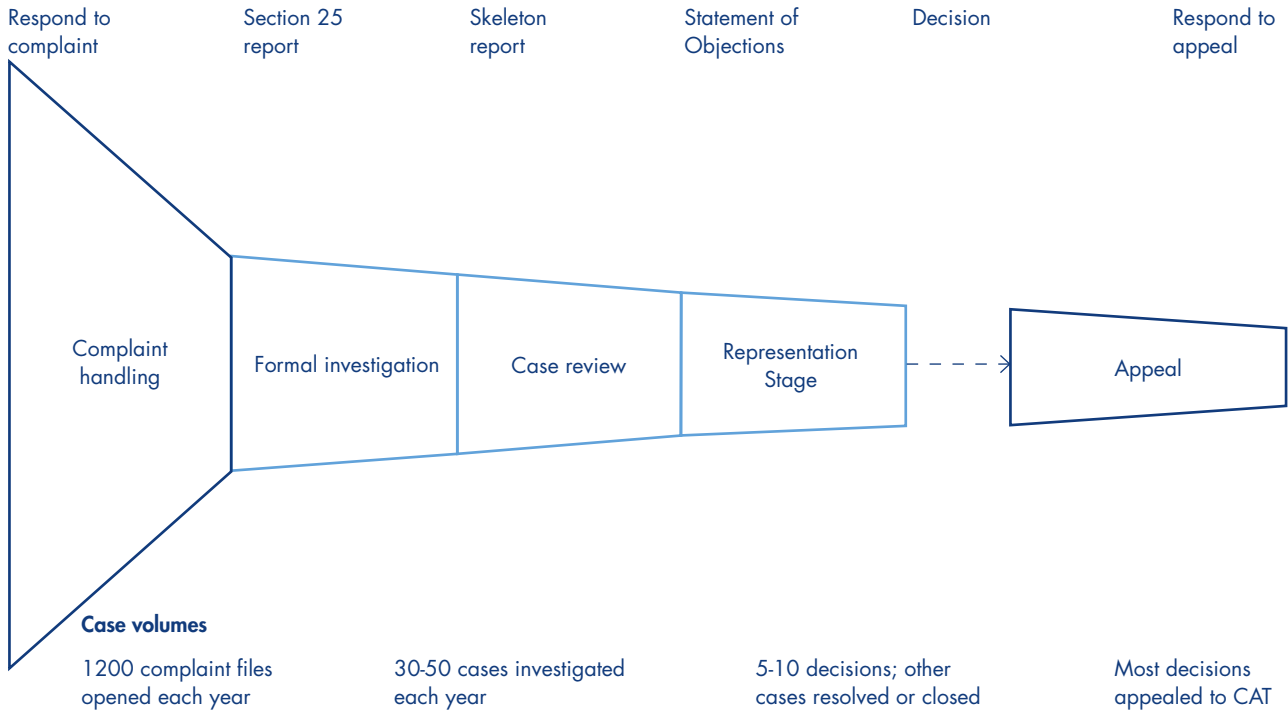 Respond to
complaint
Section 25
report
Skeleton
report
Statement of
Objections
Decision
Respond to
appeal
Complaint
handling
Formal investigation
Case review
Representation
Stage
Appeal
Case volumes
1200 complaint files
opened each year
30-50 cases investigated
each year
5-10 decisions; other
cases resolved or closed
Most decisions
appealed to CAT